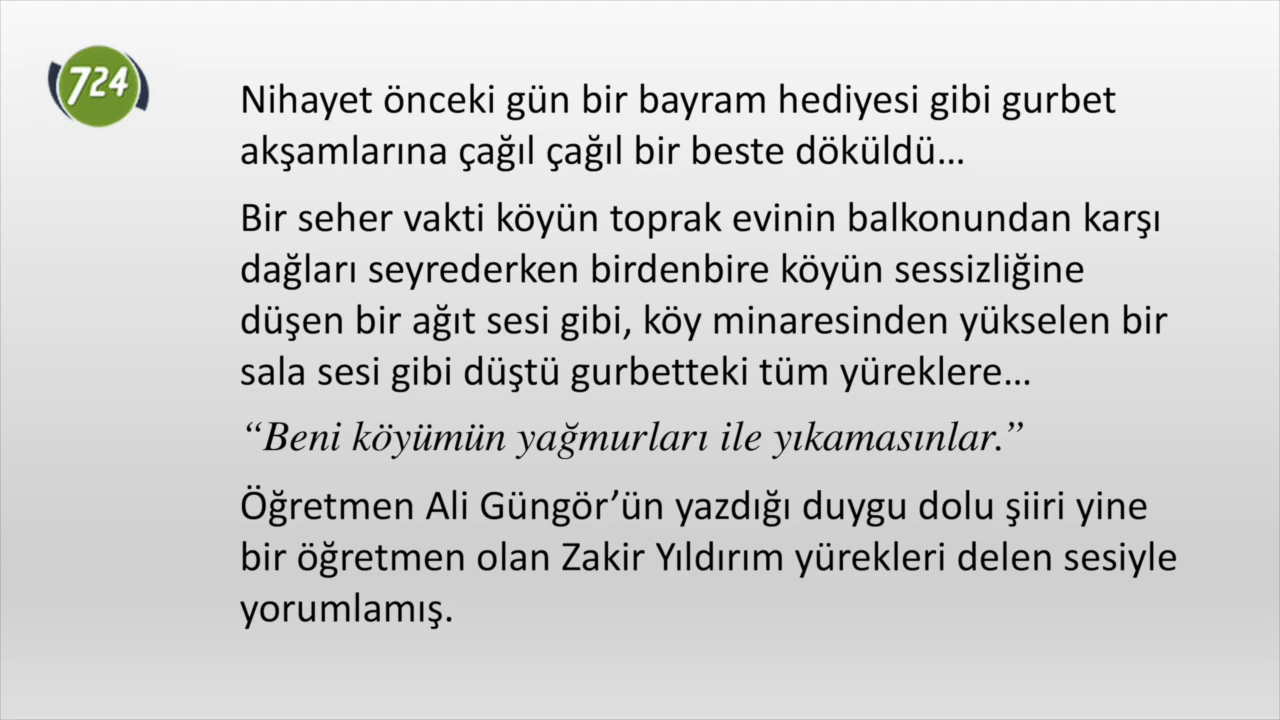 724
Nihayet önceki gün bir bayram hediyesi gibi gurbet
akşamlarına çağıl çağıl bir beste döküldü…
Bir seher vakti köyün toprak evinin balkonundan karşı
dağları seyrederken birdenbire köyün sessizliğine
düşen bir ağıt sesi gibi, köy minaresinden yükselen bir
sala sesi gibi düştü gurbetteki tüm yüreklere…
“Beni köyümün yağmurları ile yıkamasınlar.”
Öğretmen Ali Güngör’ün yazdığı duygu dolu şiiri yine
bir öğretmen olan Zakir Yıldırım yürekleri delen sesiyle
yorumlamış.